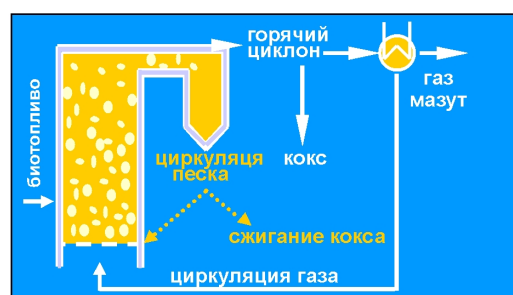 горячий
циклон
газ
мазут
биотопливо
циркуляця
песка
кокс
сжигание кокса
циркуляция газа